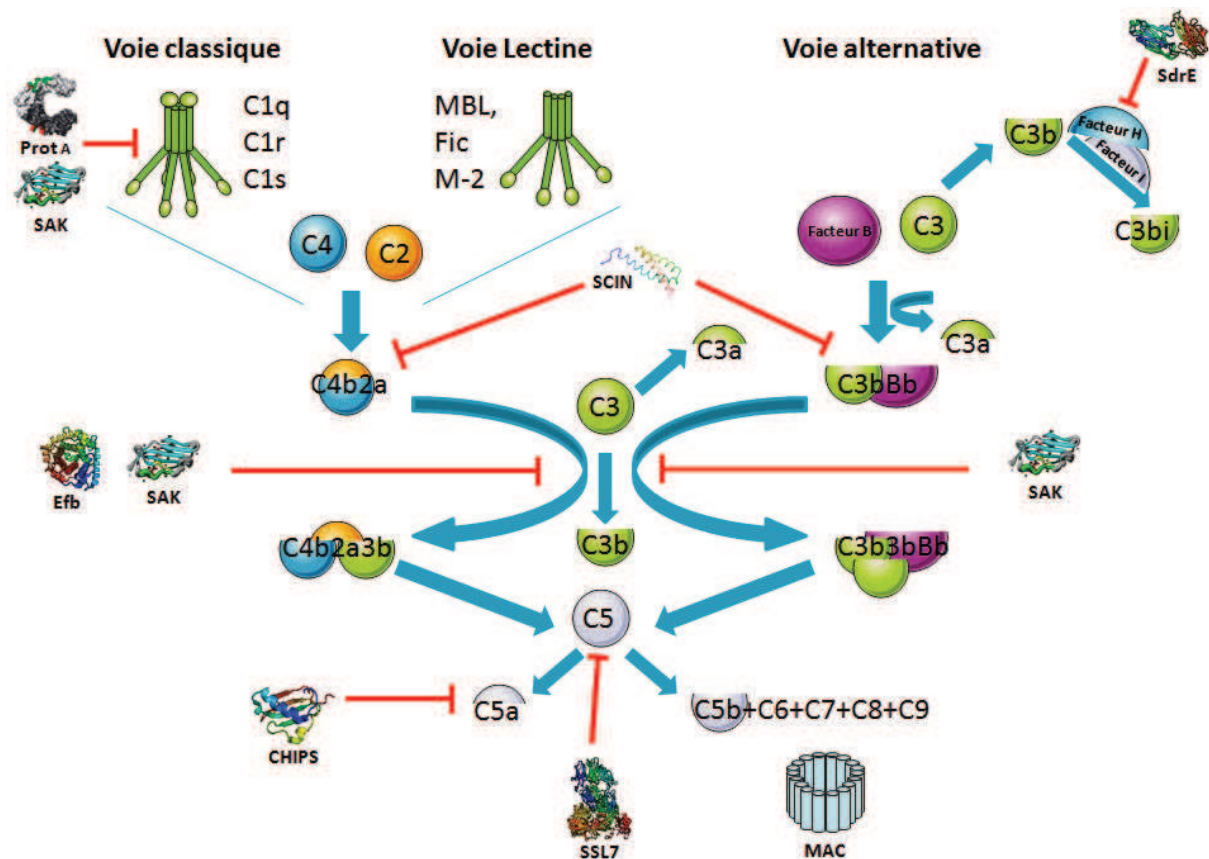 Voie classique
Voie Lectine
Voie alternative
SdrE
Prot A
SAK
C1q
C1r
C1s
MBL,
Fic
M-2
C3b
Facteur H
Facteur I
C3bi
Facteur B
C3
C4
C2
SCIN
C3a
C3a
C4b2a
C3bBb
C3
Efb
SAK
SAK
C4b2a3b
C3b
C3b3bBb
C5
C5a
C5b+C6+C7+C8+C9
CHIPS
SSL7
MAC